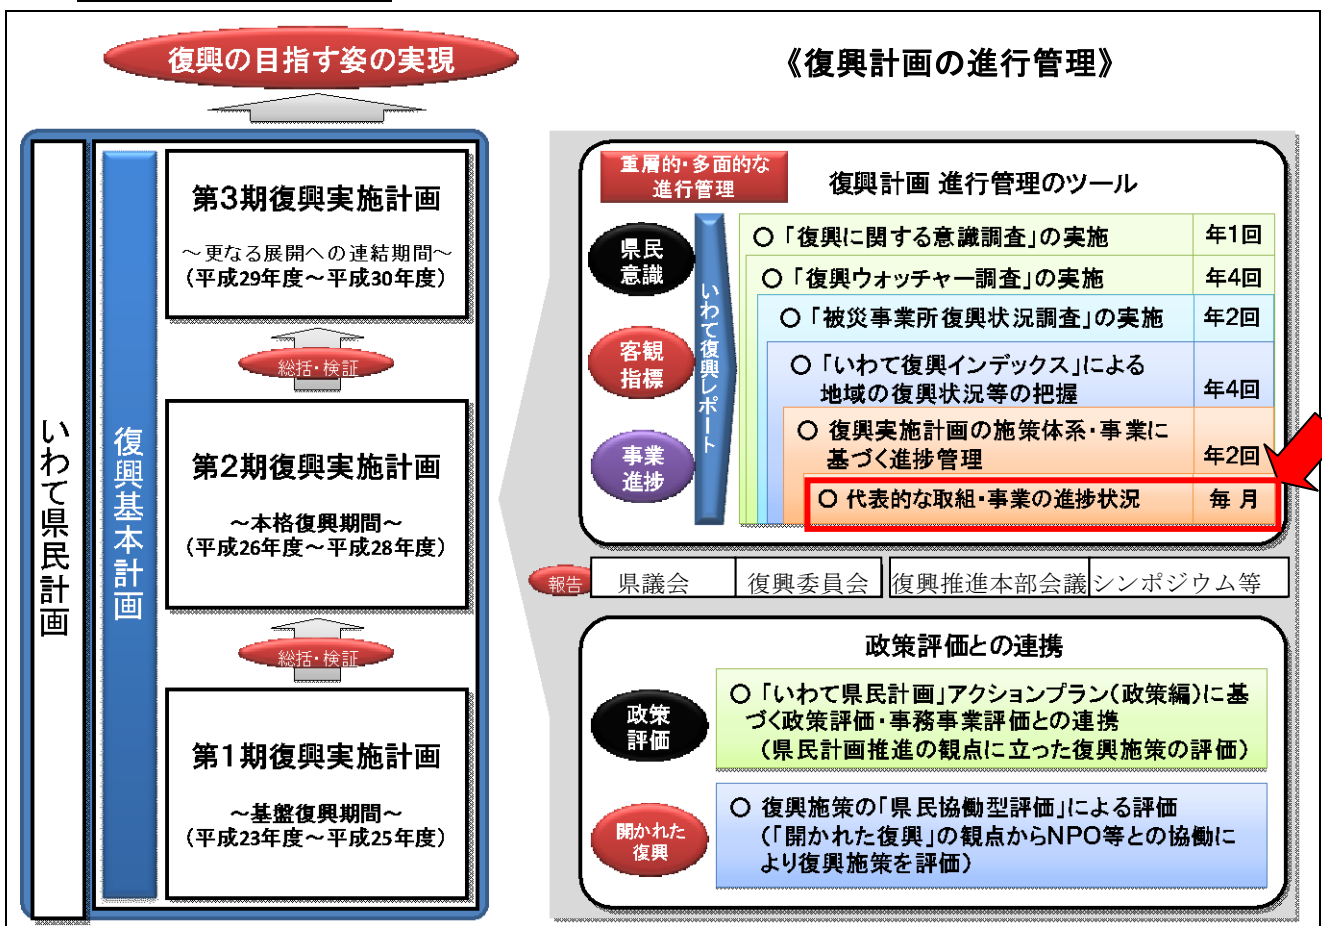 復興の目指す姿の実現
《復興計画の進行管理》
いわて県民計画
復興基本計画
第3期復興実施計画
～更なる展開への連結期間～
（平成29年度～平成30年度）
総括・検証
第2期復興実施計画
～本格復興期間～
（平成26年度～平成28年度）
総括・検証
第1期復興実施計画
～基盤復興期間～
（平成23年度～平成25年度）
重層的・多面的な
進行管理
復興計画 進行管理のツール
県民
意識
客観
指標
事業
進捗
いわて復興レポート
○「復興に関する意識調査」の実施 年1回
○「復興ウォッチャー調査」の実施 年4回
○「被災事業所復興状況調査」の実施 年2回
○「いわて復興インデックス」による
地域の復興状況等の把握 年4回
○ 復興実施計画の施策体系・事業に
基づく進捗管理 年2回
○ 代表的な取組・事業の進捗状況 毎 月
報告 県議会 復興委員会 復興推進本部会議 シンポジウム等
政策評価との連携
政策
評価
○「いわて県民計画」アクションプラン（政策編）に基
づく政策評価・事務事業評価との連携
（県民計画推進の観点に立った復興施策の評価）
開かれた
復興
○ 復興施策の「県民協働型評価」による評価
（「開かれた復興」の観点からNPO等との協働に
より復興施策を評価）